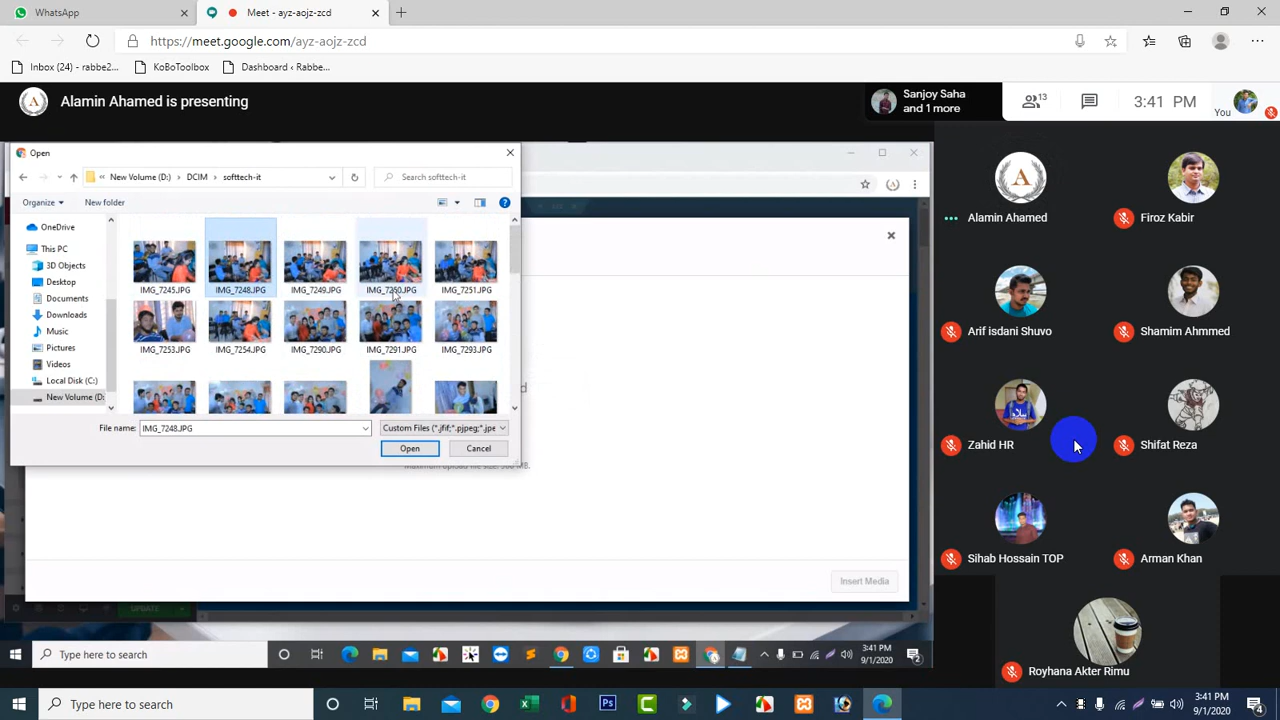 WhatsApp
Meet - ayz-aojz-zcd
https://meet.google.com/ayz-aojz-zcd
Inbox (24) - rabbe2...
KoBoToolbox
Dashboard ‹ Rabbe...
Alamin Ahamed is presenting
Sanjoy Saha
and 1 more
13
3:41 PM
You
Open
New Volume (D:)
DCIM
softtech-it
Search softtech-it
Organize
New folder
OneDrive
This PC
3D Objects
Desktop
Documents
Downloads
Music
Pictures
Videos
Local Disk (C:)
New Volume (D:
IMG_7245.JPG
IMG_7248.JPG
IMG_7249.JPG
IMG_7250.JPG
IMG_7251.JPG
IMG_7253.JPG
IMG_7254.JPG
IMG_7290.JPG
IMG_7291.JPG
IMG_7293.JPG
File name:
IMG_7248.JPG
Custom Files (*.jfif;*.pjpeg;*.jpe
Open
Cancel
Insert Media
UPDATE
Alamin Ahamed
Firoz Kabir
Arif isdani Shuvo
Shamim Ahmmed
Zahid HR
Shifat Reza
Sihab Hossain TOP
Arman Khan
Royhana Akter Rimu
Type here to search
3:41 PM
9/1/2020
2
Type here to search
3:41 PM
9/1/2020
4